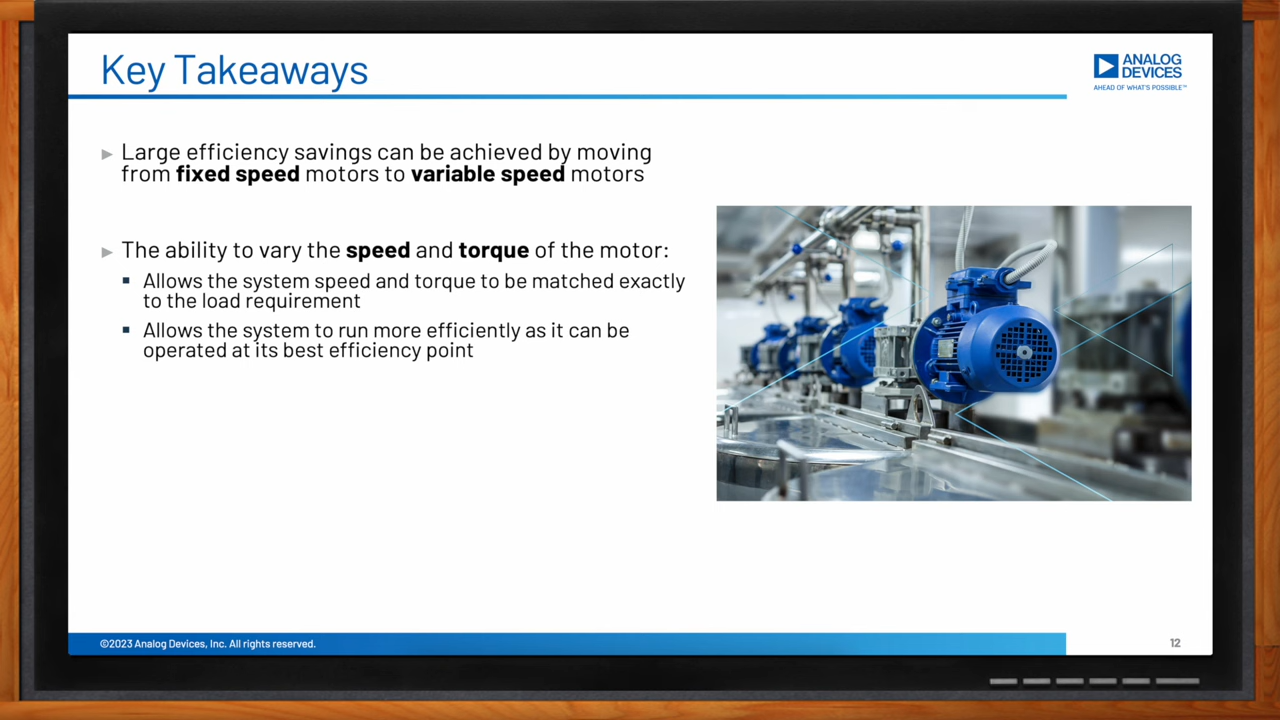 Key Takeaways
ANALOG
DEVICES
AHEAD OF WHAT'S POSSIBLE™
Large efficiency savings can be achieved by moving
from fixed speed motors to variable speed motors
The ability to vary the speed and torque of the motor:
Allows the system speed and torque to be matched exactly
to the load requirement
Allows the system to run more efficiently as it can be
operated at its best efficiency point
©2023 Analog Devices, Inc. All rights reserved.
12